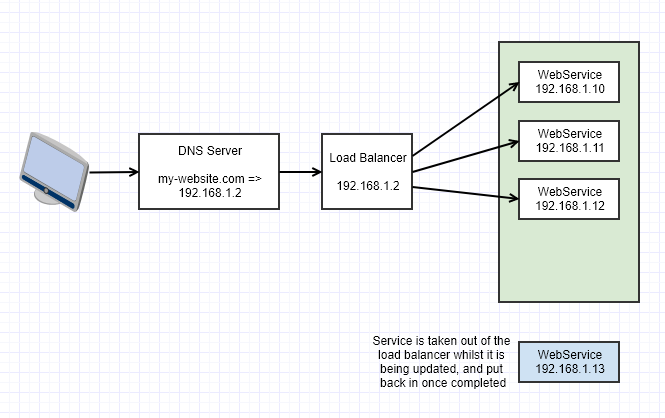 DNS Server
my-website.com =>
192.168.1.2
Load Balancer
192.168.1.2
WebService
192.168.1.10
WebService
192.168.1.11
WebService
192.168.1.12
Service is taken out of the
load balancer whilst it is
being updated, and put
back in once completed
WebService
192.168.1.13